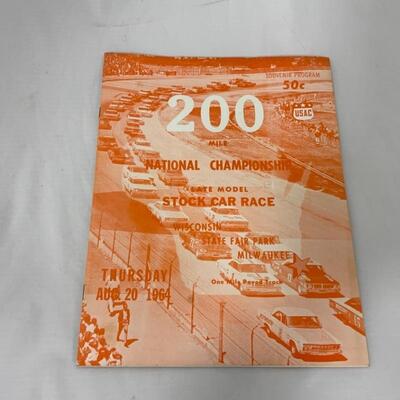 SOUVENIR PROGRAM
50c
USAC
200
MILE
NATIONAL CHAMPIONSHIP
LATE MODEL
STOCK CAR RACE
WISCONSIN
STATE FAIR PARK
MILWAUKEE
One Mile Paved Track
THURSDAY
AUG. 20 1964